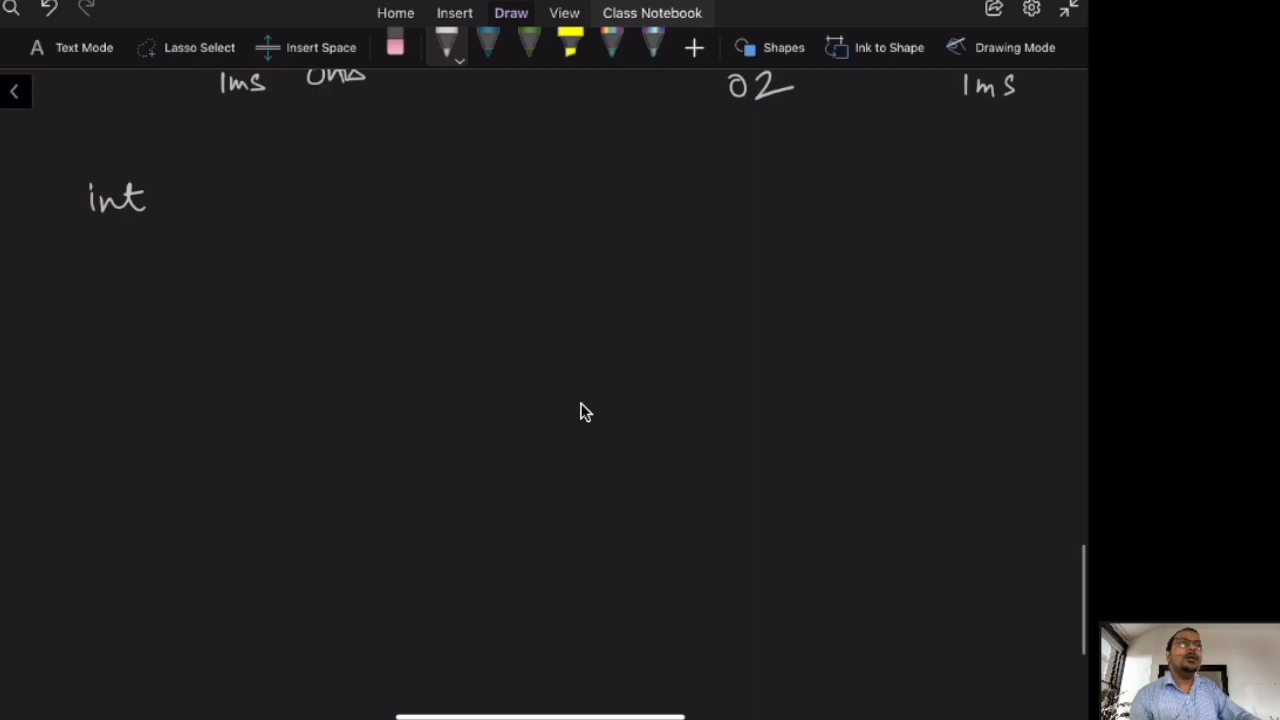 Home Insert Draw View Class Notebook
Text Mode Lasso Select Insert Space Shapes Ink to Shape Drawing Mode
1ms 02 1ms
int